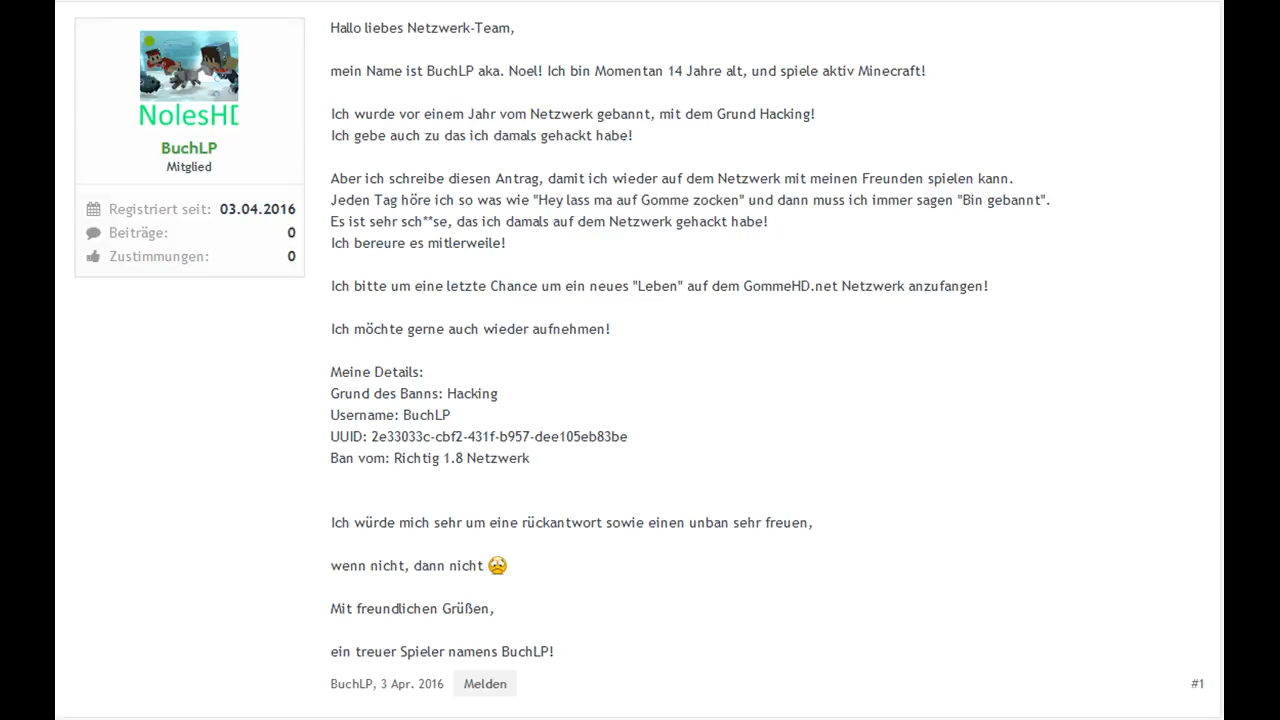 NolesHD
BuchLP
Mitglied
Registriert seit: 03.04.2016
Beiträge: 0
Zustimmungen: 0
Hallo liebes Netzwerk-Team,
mein Name ist BuchLP aka. Noel! Ich bin Momentan 14 Jahre alt, und spiele aktiv Minecraft!
Ich wurde vor einem Jahr vom Netzwerk gebannt, mit dem Grund Hacking!
Ich gebe auch zu das ich damals gehackt habe!
Aber ich schreibe diesen Antrag, damit ich wieder auf dem Netzwerk mit meinen Freunden spielen kann.
Jeden Tag höre ich so was wie "Hey lass ma auf Gomme zocken" und dann muss ich immer sagen "Bin gebannt".
Es ist sehr sch**se, das ich damals auf dem Netzwerk gehackt habe!
Ich bereure es mitlerweile!
Ich bitte um eine letzte Chance um ein neues "Leben" auf dem GommeHD.net Netzwerk anzufangen!
Ich möchte gerne auch wieder aufnehmen!
Meine Details:
Grund des Banns: Hacking
Username: BuchLP
UUID: 2e33033c-cbf2-431f-b957-dee105eb83be
Ban vom: Richtig 1.8 Netzwerk
Ich würde mich sehr um eine rückantwort sowie einen unban sehr freuen,
wenn nicht, dann nicht
Mit freundlichen Grüßen,
ein treuer Spieler namens BuchLP!
BuchLP, 3 Apr. 2016 Melden #1